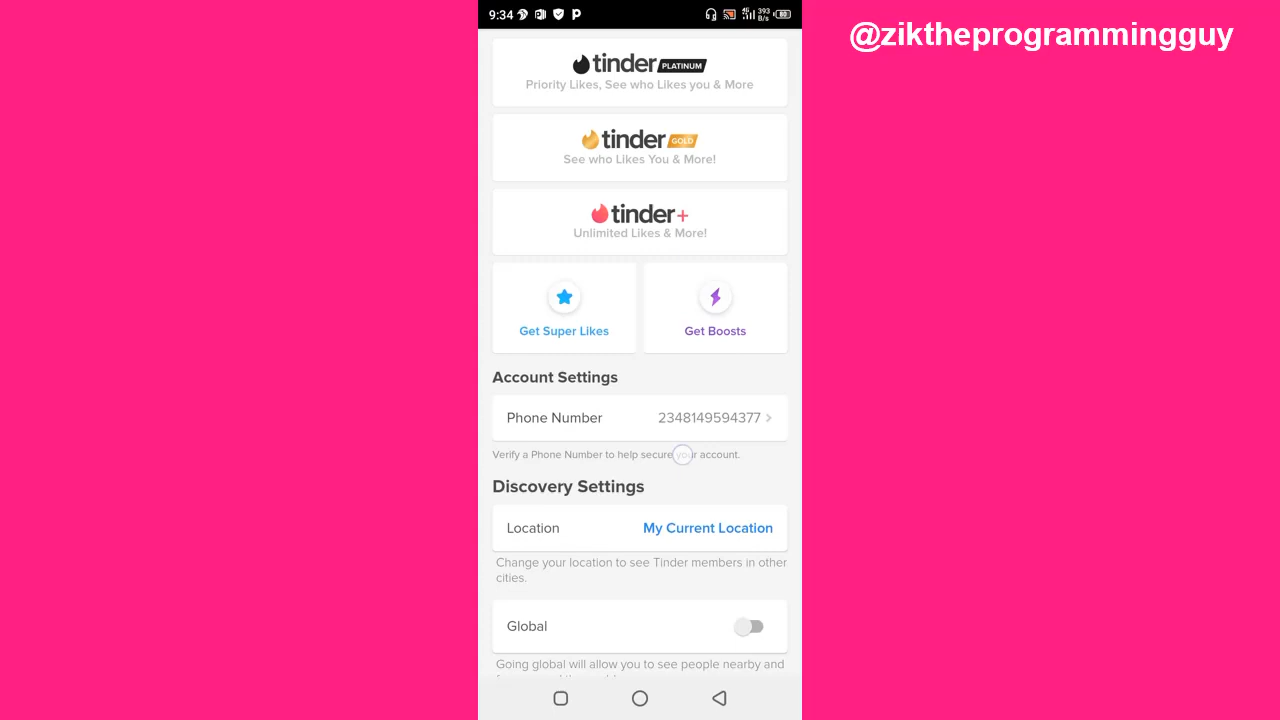 9:34
393
B/s
80
@ziktheprogrammingguy
tinder PLATINUM
Priority Likes, See who Likes you & More
tinder GOLD
See who Likes You & More!
tinder+
Unlimited Likes & More!
Get Super Likes
Get Boosts
Account Settings
Phone Number 2348149594377
Verify a Phone Number to help secure your account.
Discovery Settings
Location My Current Location
Change your location to see Tinder members in other
cities.
Global
Going global will allow you to see people nearby and